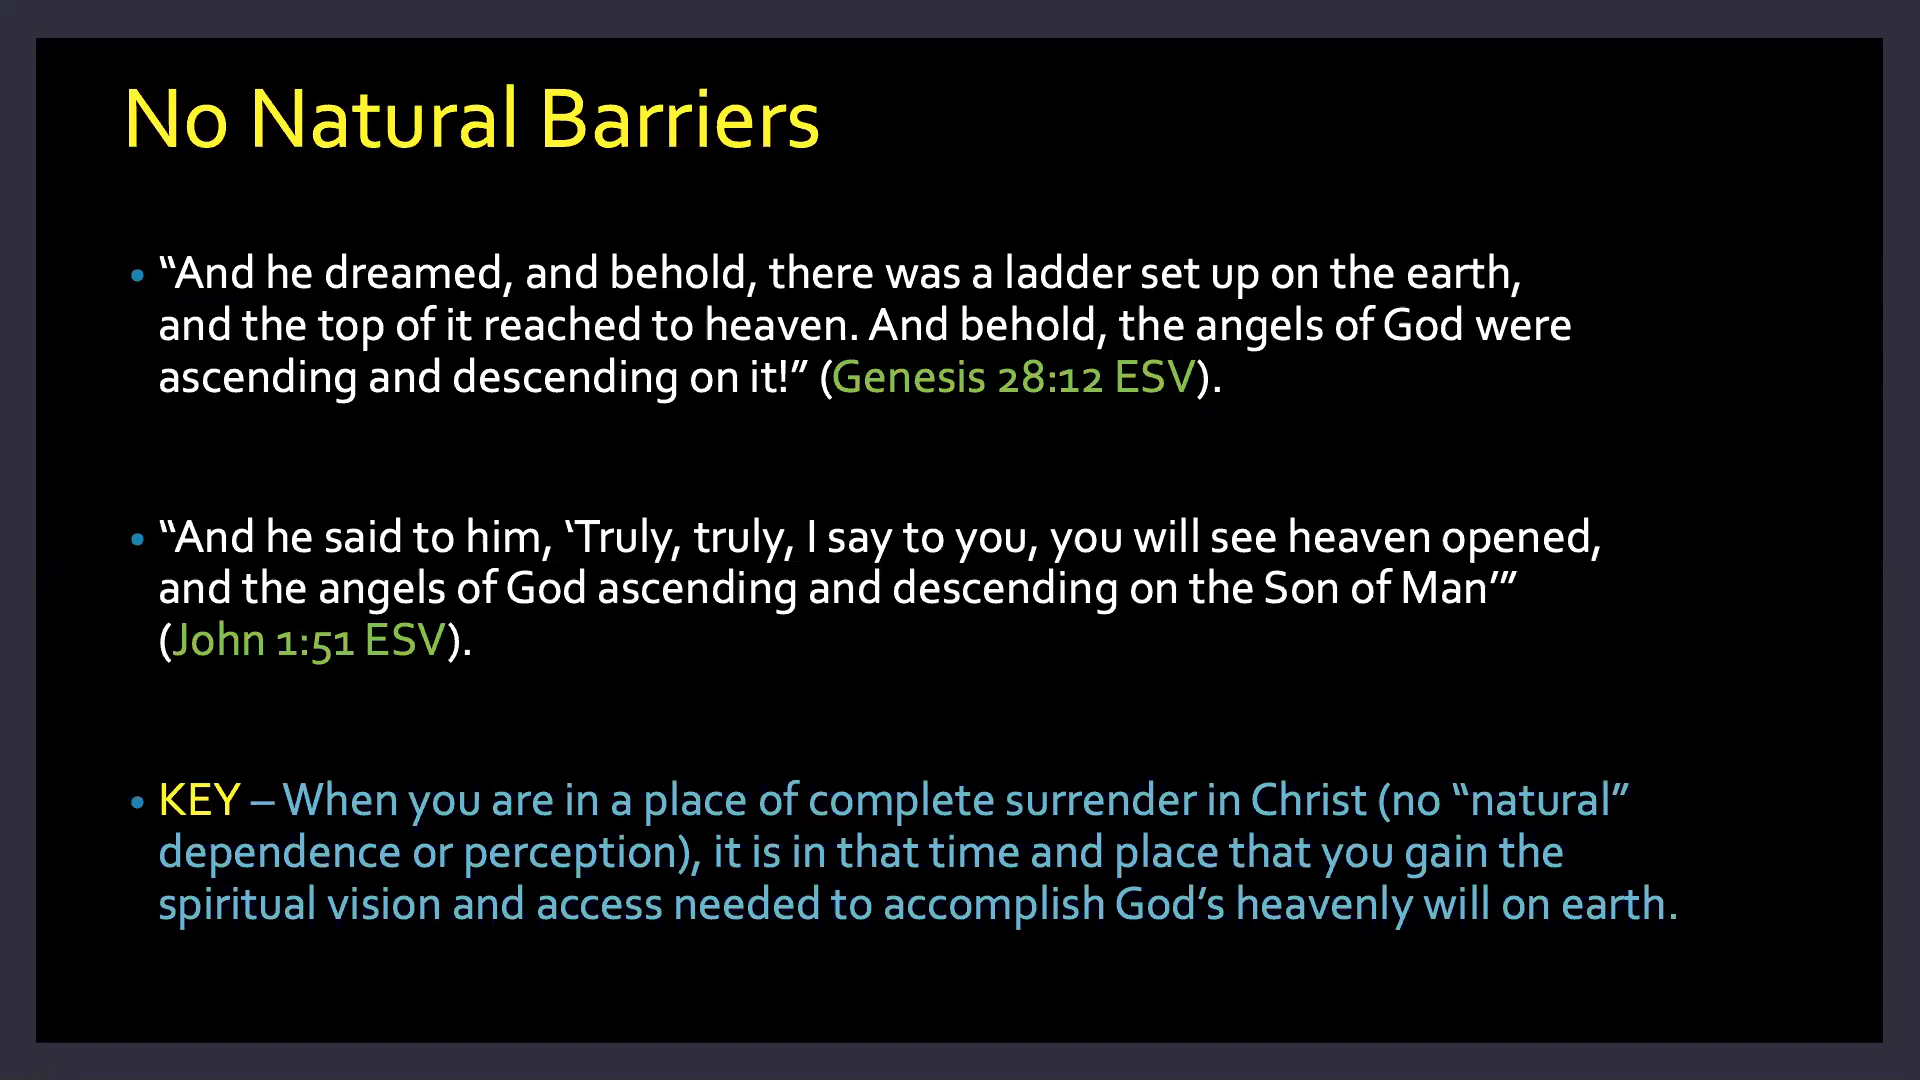 No Natural Barriers
• “And he dreamed, and behold, there was a ladder set up on the earth,
and the top of it reached to heaven. And behold, the angels of God were
ascending and descending on it!” (Genesis 28:12 ESV).
• “And he said to him, ‘Truly, truly, I say to you, you will see heaven opened,
and the angels of God ascending and descending on the Son of Man’”
(John 1:51 ESV).
• KEY – When you are in a place of complete surrender in Christ (no “natural”
dependence or perception), it is in that time and place that you gain the
spiritual vision and access needed to accomplish God’s heavenly will on earth.